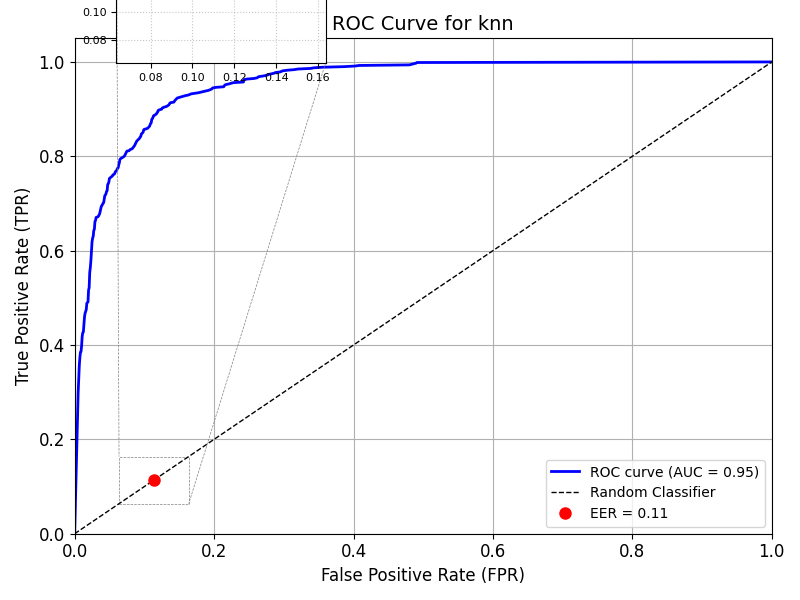 0.10
0.08
0.08 0.10 0.12 0.14 0.16
ROC Curve for knn
1.0
0.8
0.6
0.4
0.2
0.0
True Positive Rate (TPR)
0.0 0.2 0.4 0.6 0.8 1.0
False Positive Rate (FPR)
ROC curve (AUC = 0.95)
Random Classifier
EER = 0.11